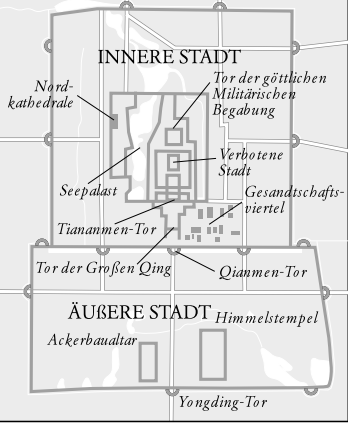 INNERE STADT
Tor der göttlichen
Militärischen
Begabung
Nord-
kathedrale
Verbotene
Stadt
Seepalast
Gesandtschafts-
viertel
Tiananmen-Tor
Tor der Großen Qing
Qianmen-Tor
ÄUßERE STADT
Himmelstempel
Ackerbaualtar
Yongding-Tor